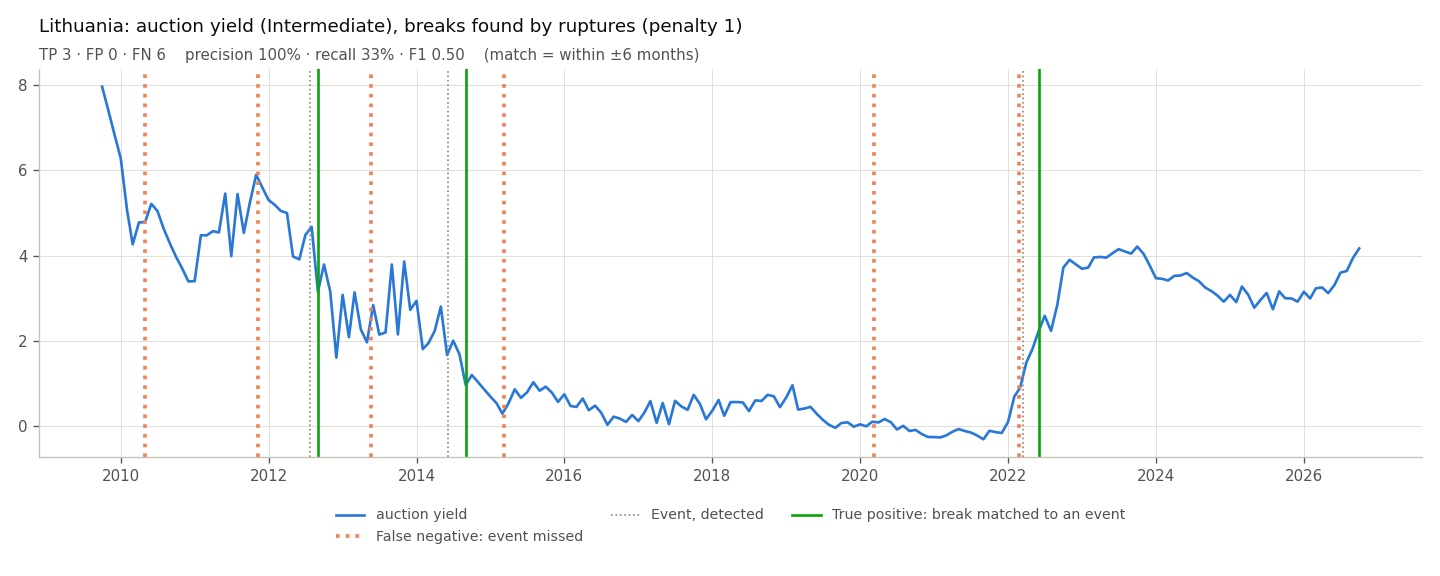 Lithuania: auction yield (Intermediate), breaks found by ruptures (penalty 1)
TP 3 · FP 0 · FN 6    precision 100% · recall 33% · F1 0.50    (match = within ±6 months)
8
6
4
2
0
2010 2012 2014 2016 2018 2020 2022 2024 2026
auction yield
False negative: event missed
Event, detected
True positive: break matched to an event